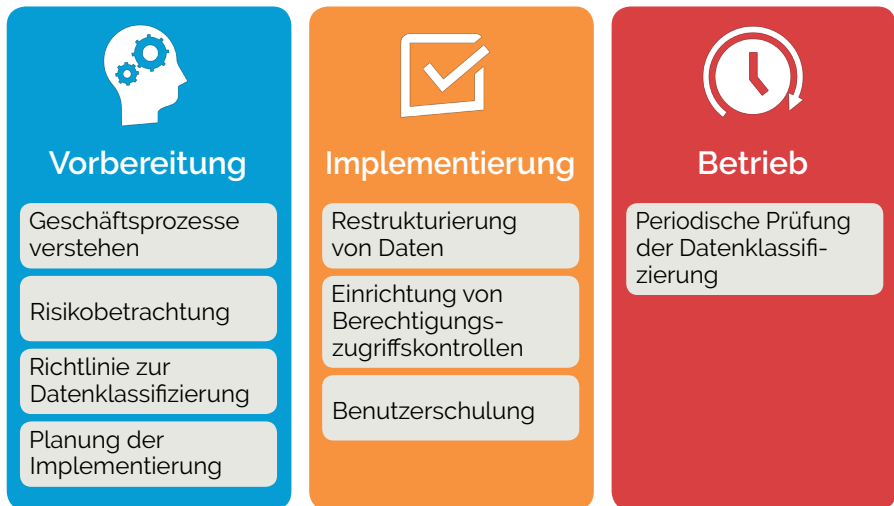 Vorbereitung
Geschäftsprozesse
verstehen
Risikobetrachtung
Richtlinie zur
Datenklassifizierung
Planung der
Implementierung
Implementierung
Restrukturierung
von Daten
Einrichtung von
Berechtigungs-
zugriffskontrollen
Benutzerschulung
Betrieb
Periodische Prüfung
der Datenklassifi-
zierung